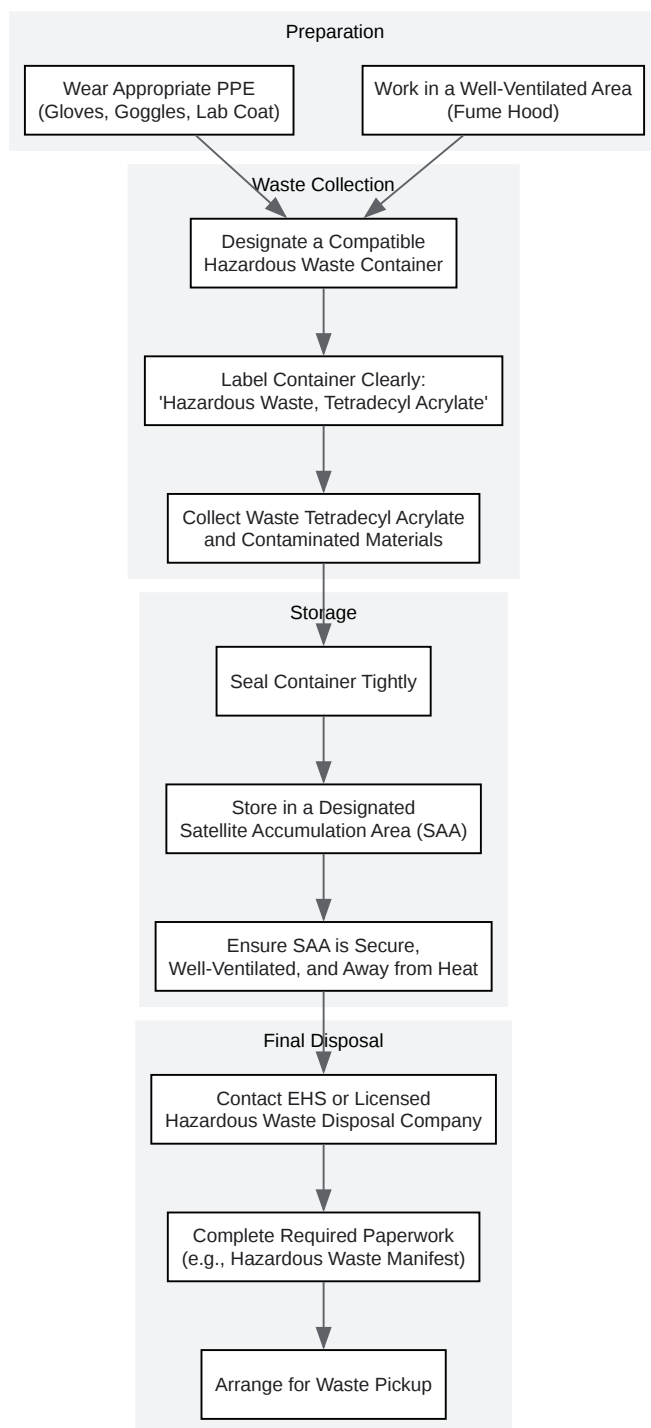 Preparation
Wear Appropriate PPE
(Gloves, Goggles, Lab Coat)
Work in a Well-Ventilated Area
(Fume Hood)
Waste Collection
Designate a Compatible
Hazardous Waste Container
Label Container Clearly:
'Hazardous Waste, Tetradecyl Acrylate'
Collect Waste Tetradecyl Acrylate
and Contaminated Materials
Storage
Seal Container Tightly
Store in a Designated
Satellite Accumulation Area (SAA)
Ensure SAA is Secure,
Well-Ventilated, and Away from Heat
Final Disposal
Contact EHS or Licensed
Hazardous Waste Disposal Company
Complete Required Paperwork
(e.g., Hazardous Waste Manifest)
Arrange for Waste Pickup